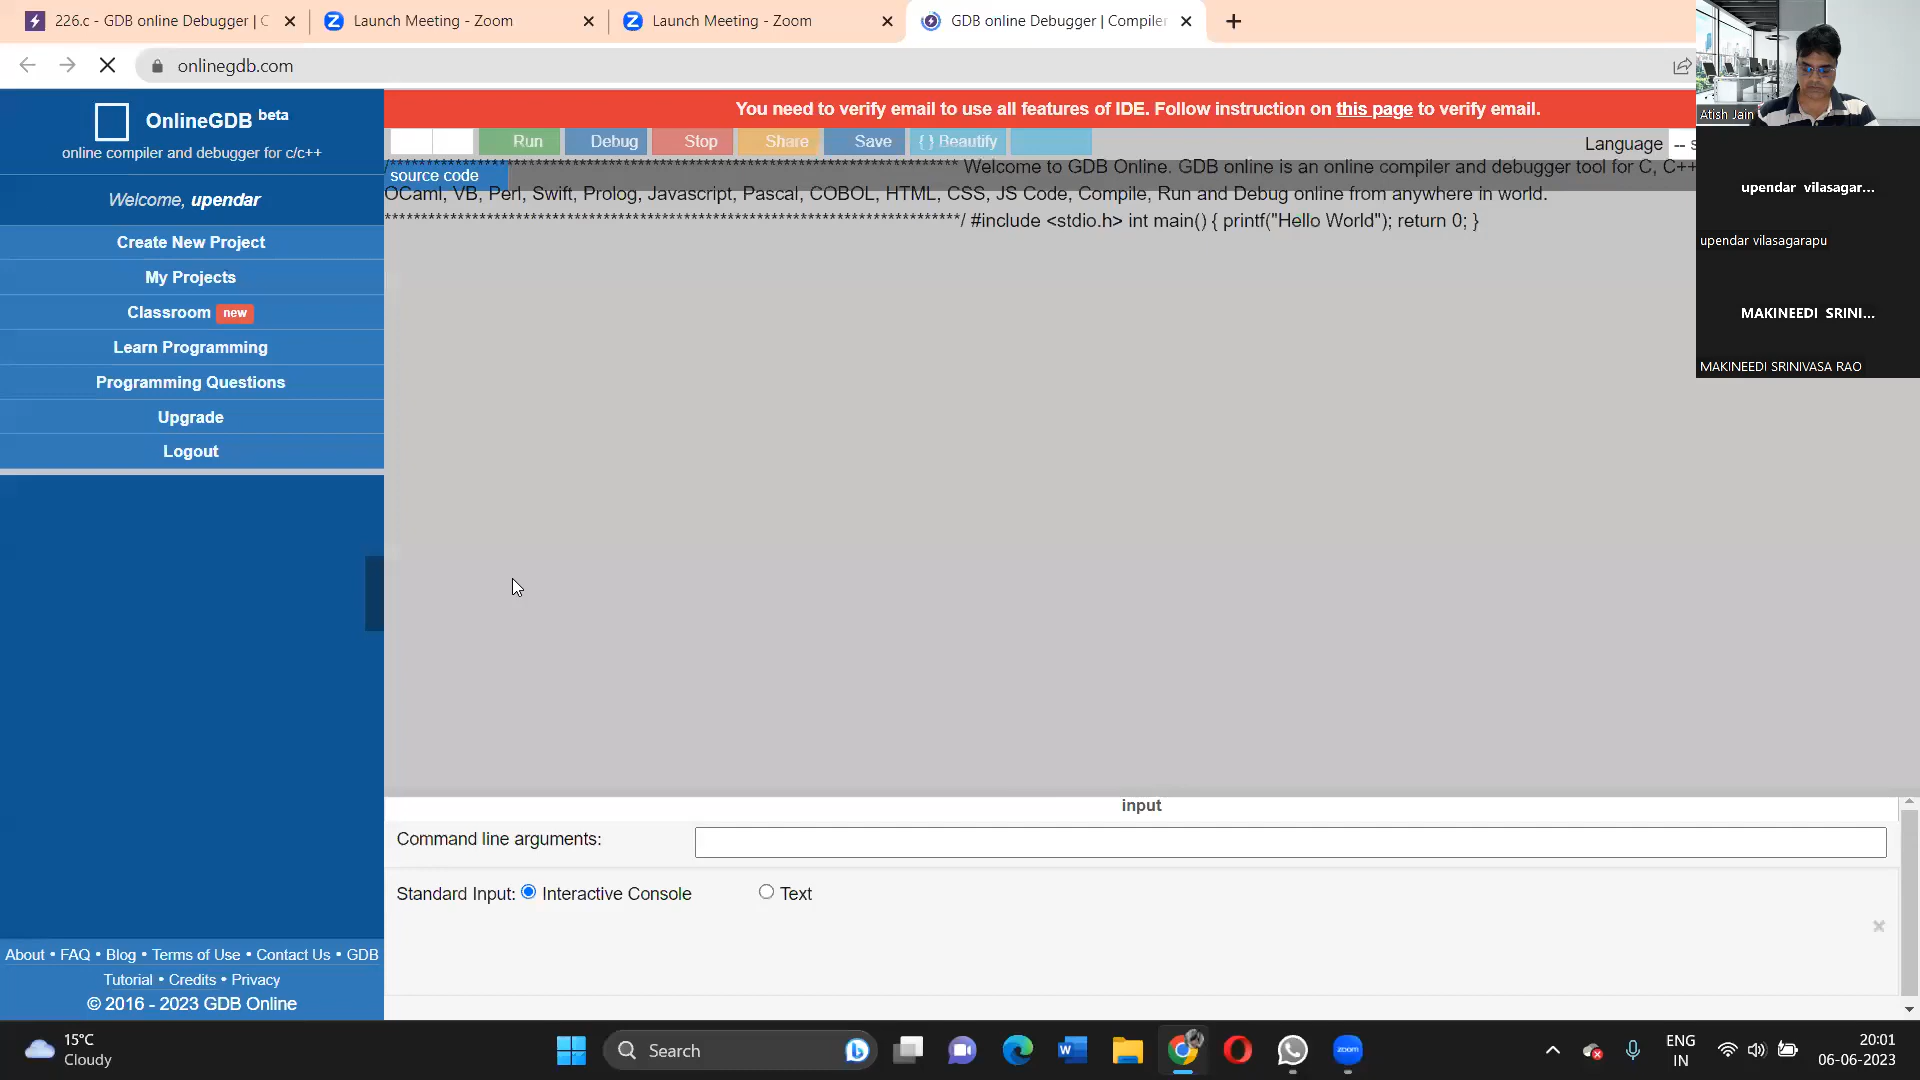 226.c - GDB online Debugger | C
Launch Meeting - Zoom
Launch Meeting - Zoom
GDB online Debugger | Compiler
onlinegdb.com
OnlineGDB beta
online compiler and debugger for c/c++
Welcome, upendar
Create New Project
My Projects
Classroom new
Learn Programming
Programming Questions
Upgrade
Logout
About • FAQ • Blog • Terms of Use • Contact Us • GDB
Tutorial • Credits • Privacy
© 2016 - 2023 GDB Online
You need to verify email to use all features of IDE. Follow instruction on this page to verify email.
Run
Debug
Stop
Share
Save
{ } Beautify
Language -- s
source code
Welcome to GDB Online. GDB online is an online compiler and debugger tool for C, C++
OCaml, VB, Perl, Swift, Prolog, Javascript, Pascal, COBOL, HTML, CSS, JS Code, Compile, Run and Debug online from anywhere in world.
*******************************************************************************/ #include <stdio.h> int main() { printf("Hello World"); return 0; }
input
Command line arguments:
Standard Input: Interactive Console Text
Atish Jain
upendar vilasagar...
upendar vilasagarapu
MAKINEEDI SRINI...
MAKINEEDI SRINIVASA RAO
15°C
Cloudy
Search
zoom
ENG
IN
20:01
06-06-2023